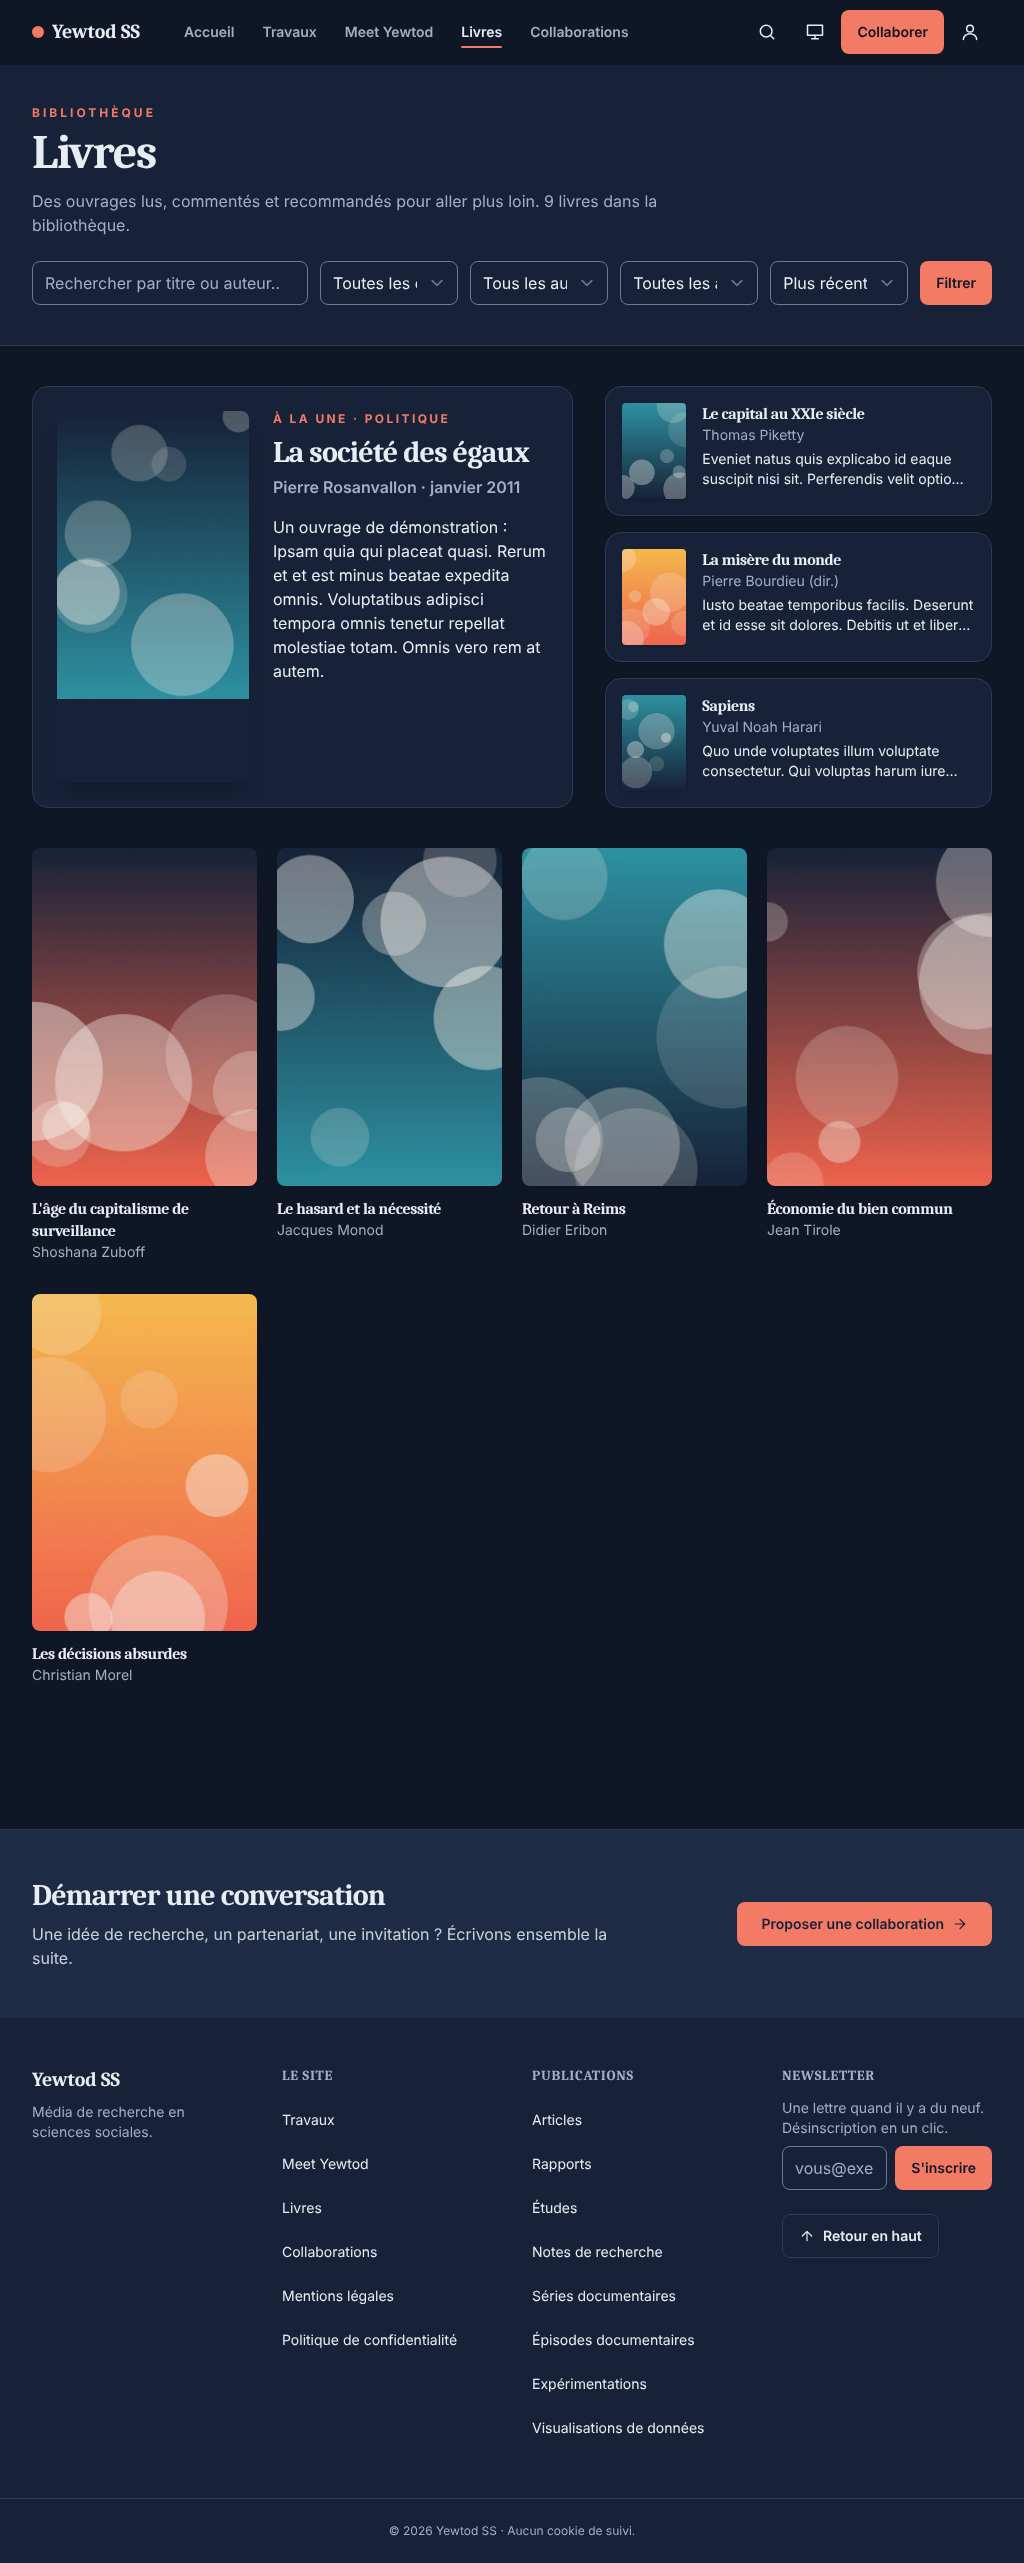 Yewtod SS
Accueil
Travaux
Meet Yewtod
Livres
Collaborations
Collaborer
BIBLIOTHÈQUE
Livres
Des ouvrages lus, commentés et recommandés pour aller plus loin. 9 livres dans la
bibliothèque.
Rechercher par titre ou auteur..
Toutes les
Tous les au
Toutes les
Plus récent
Filtrer
À LA UNE · POLITIQUE
La société des égaux
Pierre Rosanvallon · janvier 2011
Un ouvrage de démonstration :
Ipsam quia qui placeat quasi. Rerum
et et est minus beatae expedita
omnis. Voluptatibus adipisci
tempora omnis tenetur repellat
molestiae totam. Omnis vero rem at
autem.
Le capital au XXIe siècle
Thomas Piketty
Eveniet natus quis explicabo id eaque
suscipit nisi sit. Perferendis velit optio...
La misère du monde
Pierre Bourdieu (dir.)
Iusto beatae temporibus facilis. Deserunt
et id esse sit dolores. Debitis ut et liber...
Sapiens
Yuval Noah Harari
Quo unde voluptates illum voluptate
consectetur. Qui voluptas harum iure...
L'âge du capitalisme de
surveillance
Shoshana Zuboff
Le hasard et la nécessité
Jacques Monod
Retour à Reims
Didier Eribon
Économie du bien commun
Jean Tirole
Les décisions absurdes
Christian Morel
Démarrer une conversation
Une idée de recherche, un partenariat, une invitation ? Écrivons ensemble la
suite.
Proposer une collaboration
Yewtod SS
Média de recherche en
sciences sociales.
LE SITE
Travaux
Meet Yewtod
Livres
Collaborations
Mentions légales
Politique de confidentialité
PUBLICATIONS
Articles
Rapports
Études
Notes de recherche
Séries documentaires
Épisodes documentaires
Expérimentations
Visualisations de données
NEWSLETTER
Une lettre quand il y a du neuf.
Désinscription en un clic.
vous@exe
S'inscrire
Retour en haut
© 2026 Yewtod SS · Aucun cookie de suivi.